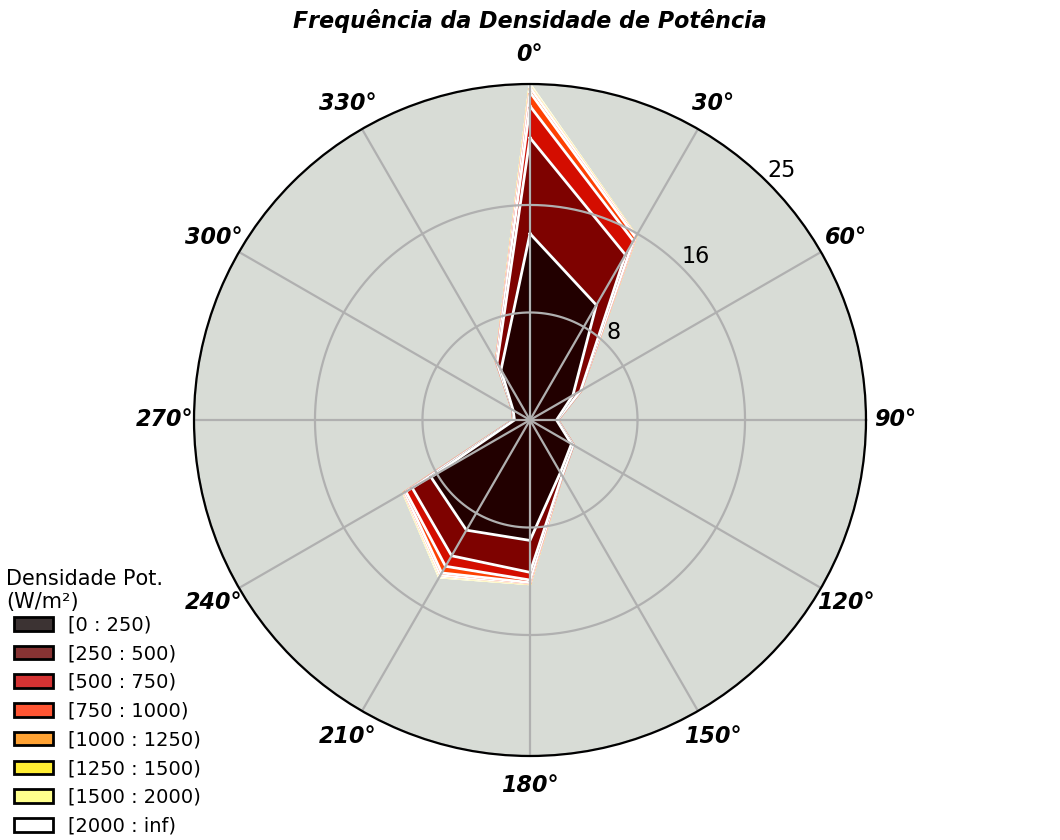 Frequência da Densidade de Potência
0°
330°
30°
25
300°
60°
16
8
270°
90°
240°
120°
210°
150°
180°
Densidade Pot.
(W/m²)
[0 : 250)
[250 : 500)
[500 : 750)
[750 : 1000)
[1000 : 1250)
[1250 : 1500)
[1500 : 2000)
[2000 : inf)